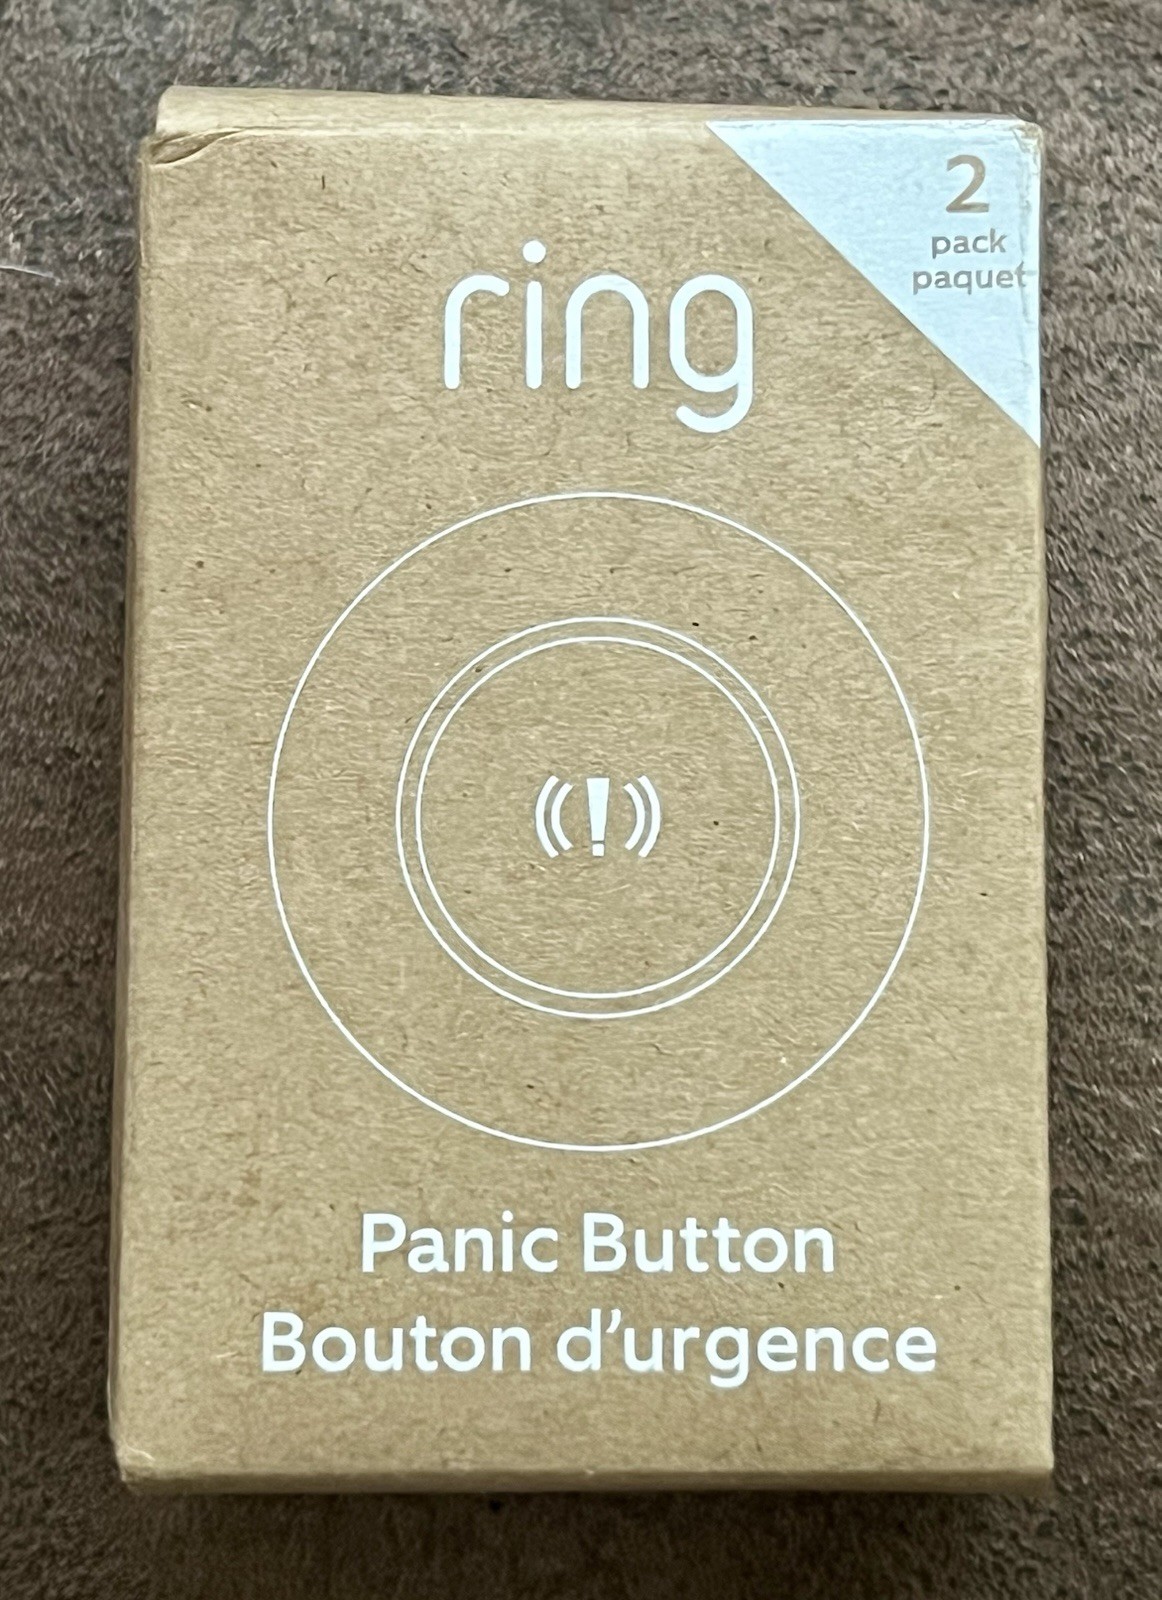 2
pack
paquet
ring
(!)
Panic Button
Bouton d’urgence